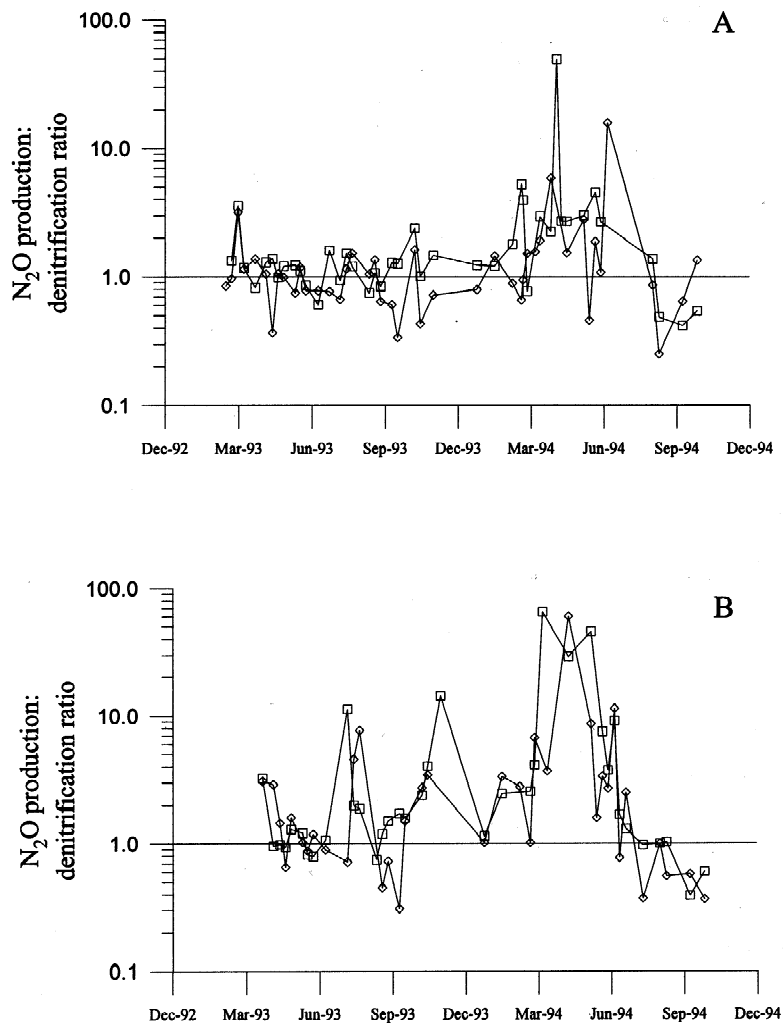 A
100.0
10.0
1.0
0.1
N₂O production:
denitrification ratio
Dec-92 Mar-93 Jun-93 Sep-93 Dec-93 Mar-94 Jun-94 Sep-94 Dec-94
B
100.0
10.0
1.0
0.1
N₂O production:
denitrification ratio
Dec-92 Mar-93 Jun-93 Sep-93 Dec-93 Mar-94 Jun-94 Sep-94 Dec-94